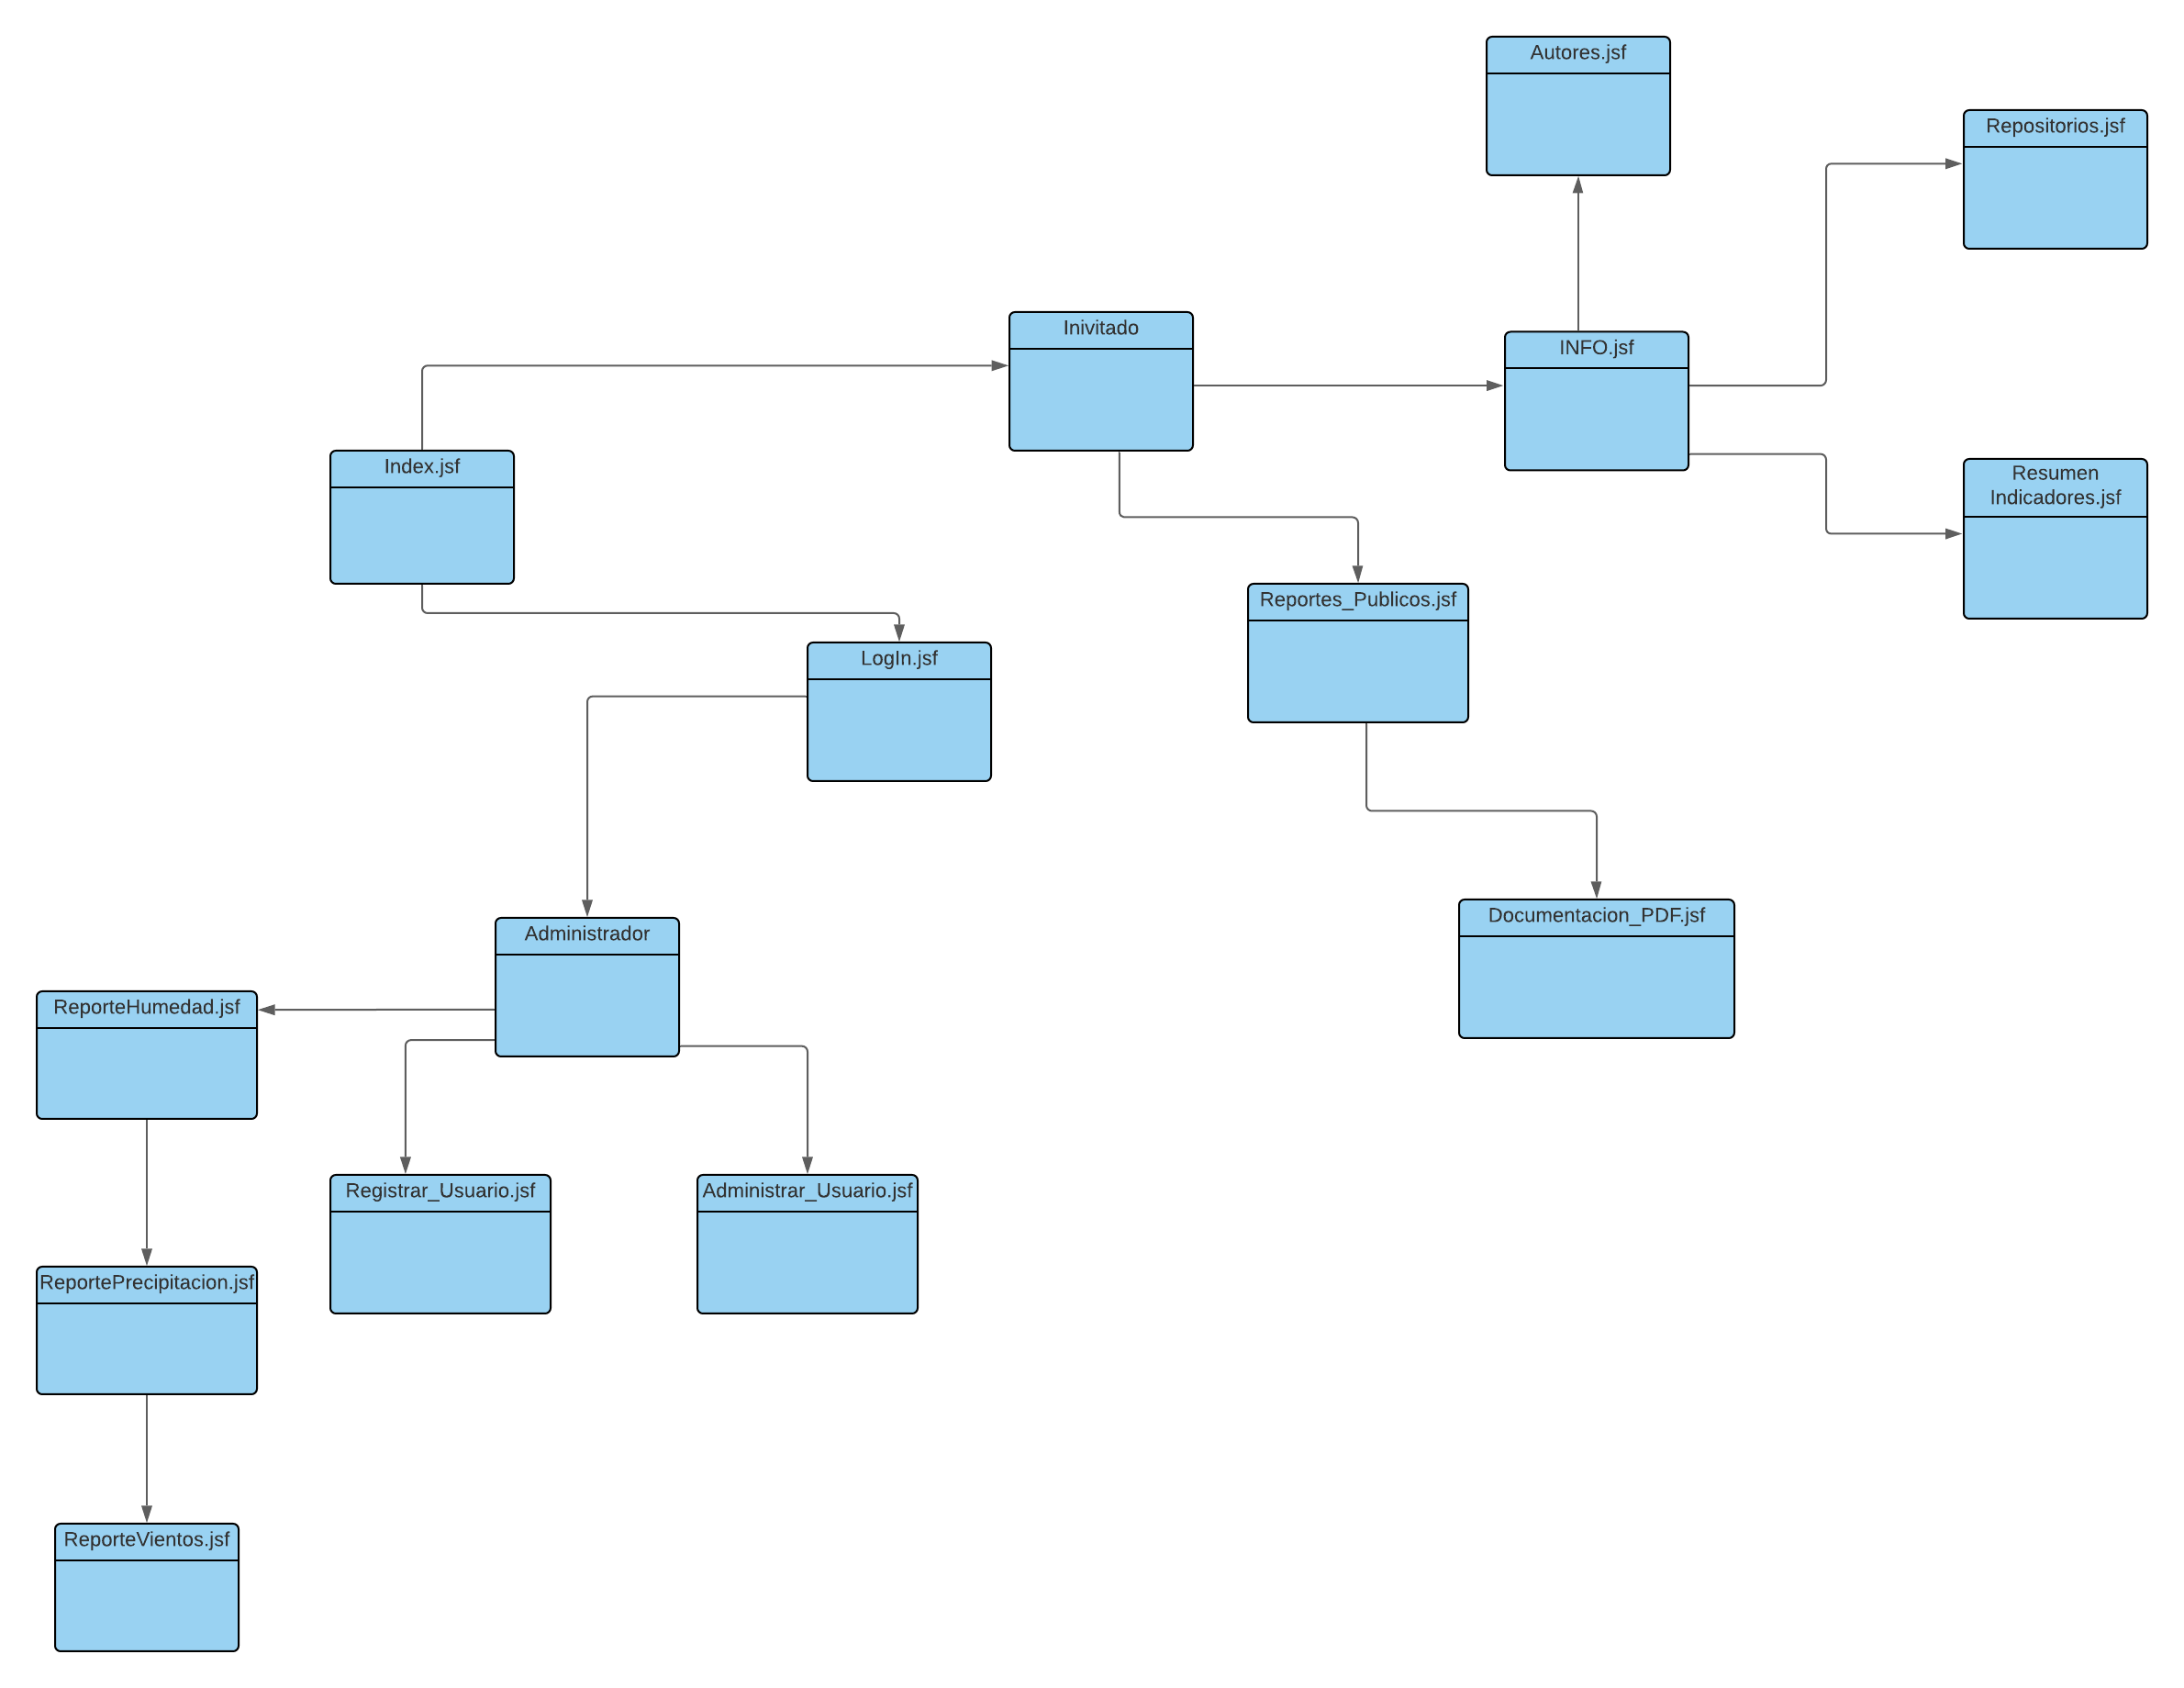 Autores.jsf
Repositorios.jsf
Inivitado
INFO.jsf
Index.jsf
Resumen
Indicadores.jsf
Reportes_Publicos.jsf
LogIn.jsf
Documentacion_PDF.jsf
Administrador
ReporteHumedad.jsf
Registrar_Usuario.jsf
Administrar_Usuario.jsf
ReportePrecipitacion.jsf
ReporteVientos.jsf